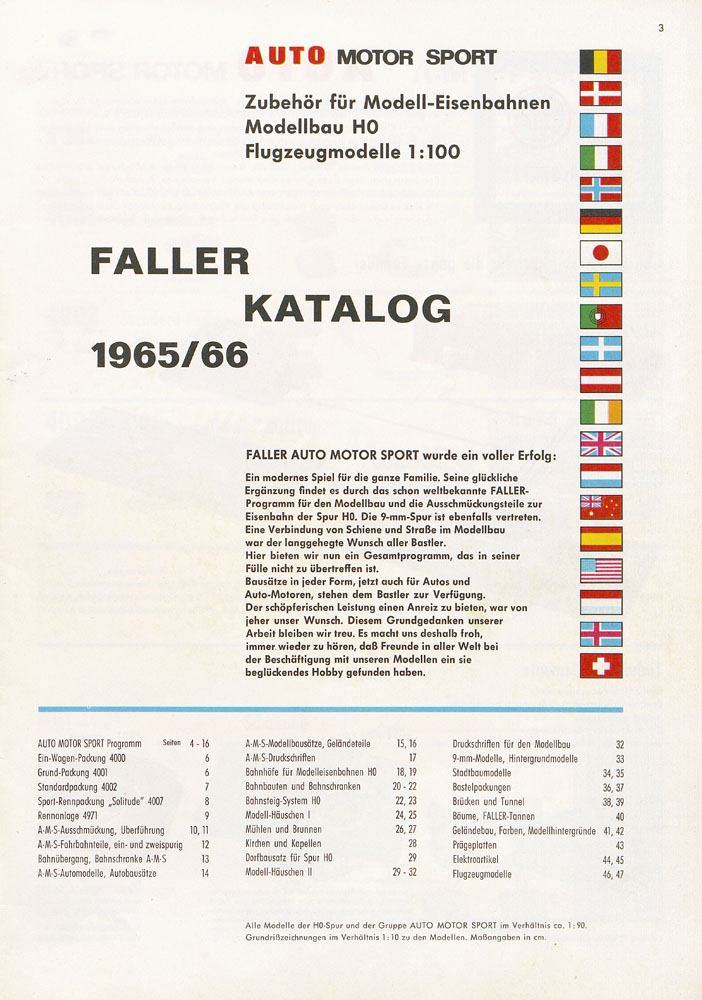 3
AUTO MOTOR SPORT
Zubehör für Modell-Eisenbahnen
Modellbau H0
Flugzeugmodelle 1:100
FALLER
KATALOG
1965/66
FALLER AUTO MOTOR SPORT wurde ein voller Erfolg:
Ein modernes Spiel für die ganze Familie. Seine glückliche
Ergänzung findet es durch das schon weltbekannte FALLER-
Programm für den Modellbau und die Ausschmückungsteile zur
Eisenbahn der Spur H0. Die 9-mm-Spur ist ebenfalls vertreten.
Eine Verbindung von Schiene und Straße im Modellbau
war der langgehegte Wunsch aller Bastler.
Hier bieten wir nun ein Gesamtprogramm, das in seiner
Fülle nicht zu übertreffen ist.
Bausätze in jeder Form, jetzt auch für Autos und
Auto-Motoren, stehen dem Bastler zur Verfügung.
Der schöpferischen Leistung einen Anreiz zu bieten, war von
jeher unser Wunsch. Diesem Grundgedanken unserer
Arbeit bleiben wir treu. Es macht uns deshalb froh,
immer wieder zu hören, daß Freunde in aller Welt bei
der Beschäftigung mit unseren Modellen ein sie
beglückendes Hobby gefunden haben.
AUTO MOTOR SPORT Programm Seiten 4 - 16
Ein-Wagen-Packung 4000 6
Grund-Packung 4001 6
Standardpackung 4002 7
Sport-Rennpackung „Solitude" 4007 8
Rennanlage 4971 9
A-M-S-Ausschmückung, Überführung 10, 11
A-M-S-Fahrbahnteile, ein- und zweispurig 12
Bahnübergang, Bahnschranke A-M-S 13
A-M-S-Automodelle, Autobausätze 14
A-M-S-Modellbausätze, Geländeteile 15, 16
A-M-S-Druckschriften 17
Bahnhöfe für Modelleisenbahnen H0 18, 19
Bahnbauten und Bahnschranken 20 - 22
Bahnsteig-System H0 22, 23
Modell-Häuschen I 24, 25
Mühlen und Brunnen 26, 27
Kirchen und Kapellen 28
Dorfbausatz für Spur H0 29
Modell-Häuschen II 29 - 32
Druckschriften für den Modellbau 32
9-mm-Modelle, Hintergrundmodelle 33
Stadtbaumodelle 34, 35
Bastelpackungen 36, 37
Brücken und Tunnel 38, 39
Bäume, FALLER-Tannen 40
Geländebau, Farben, Modellhintergründe 41, 42
Prägeplatten 43
Elektroartikel 44, 45
Flugzeugmodelle 46, 47
Alle Modelle der H0-Spur und der Gruppe AUTO MOTOR SPORT im Verhältnis ca. 1:90.
Grundrißzeichnungen im Verhältnis 1:10 zu den Modellen. Maßangaben in cm.